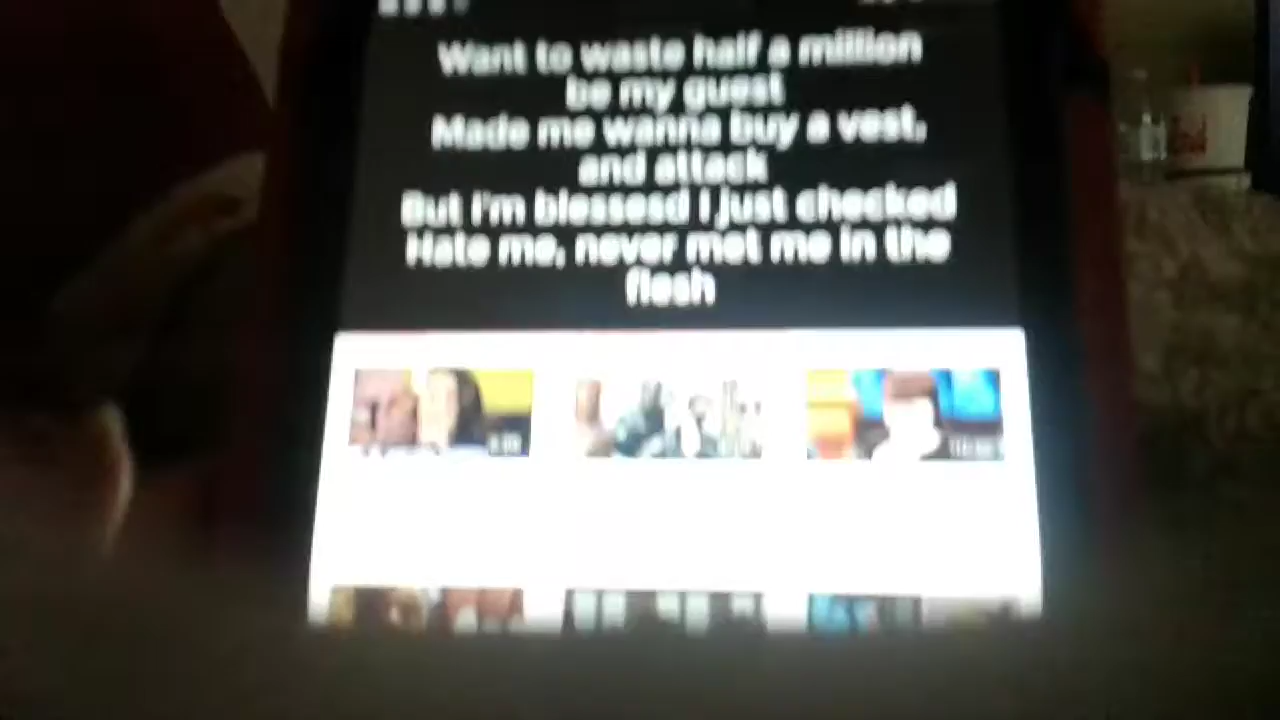 Want to waste half a million
be my guest
Made me wanna buy a vest,
and attack
But I'm blessesd I just checked
Hate me, never met me in the
flesh